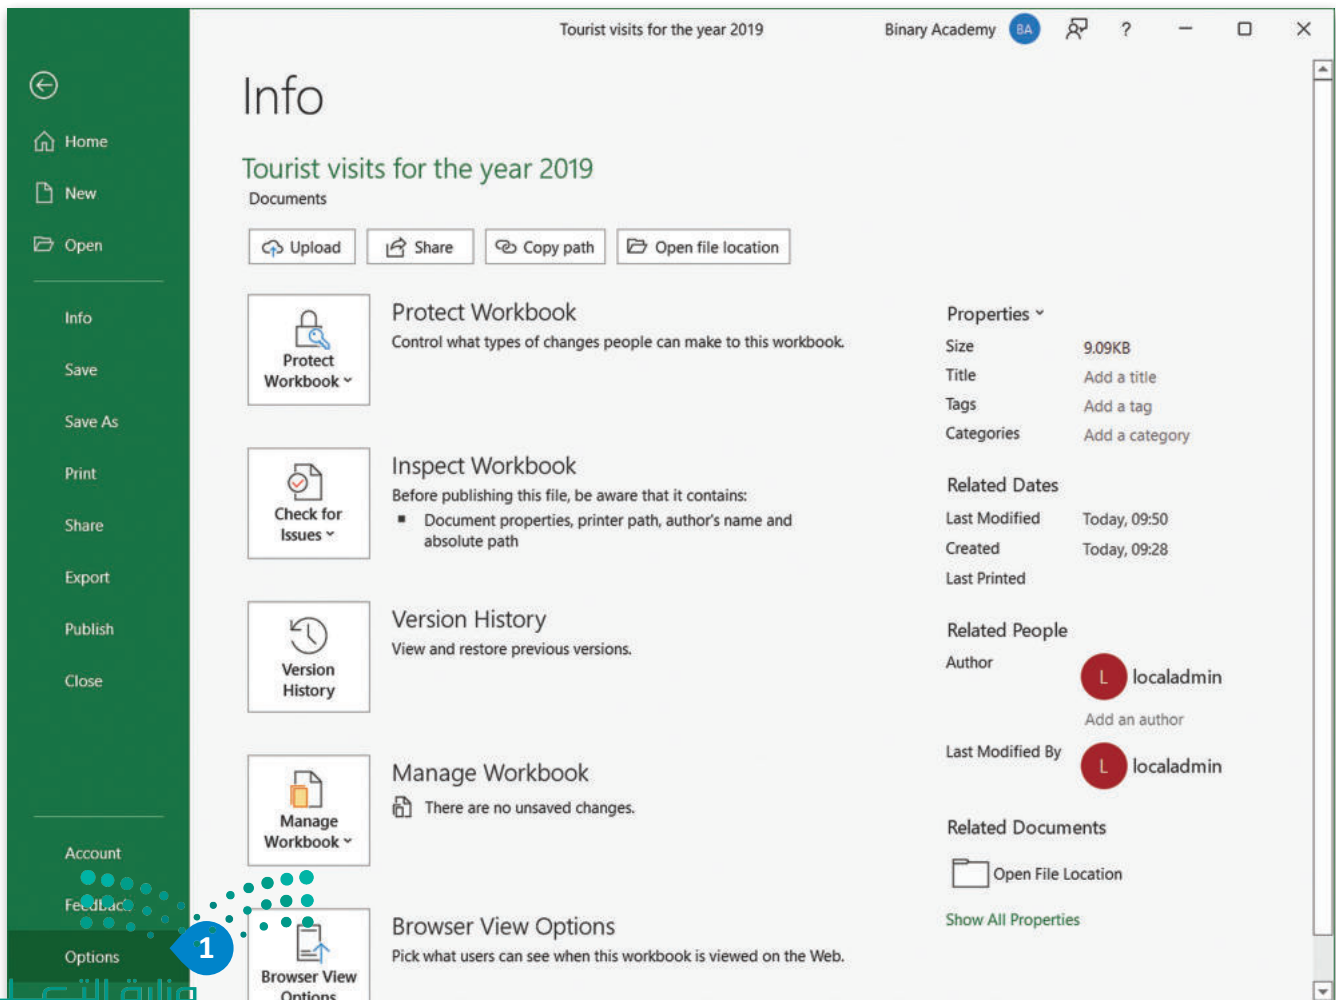 Tourist visits for the year 2019
Binary Academy
BA
?
Info
Tourist visits for the year 2019
Documents
Upload
Share
Copy path
Open file location
Home
New
Open
Info
Save
Save As
Print
Share
Export
Publish
Close
Account
Feedback
Options
1
Protect
Workbook
Protect Workbook
Control what types of changes people can make to this workbook.
Check for
Issues
Inspect Workbook
Before publishing this file, be aware that it contains:
Document properties, printer path, author's name and
absolute path
Version
History
Version History
View and restore previous versions.
Manage
Workbook
Manage Workbook
There are no unsaved changes.
Browser View
Options
Browser View Options
Pick what users can see when this workbook is viewed on the Web.
Properties
Size 9.09KB
Title Add a title
Tags Add a tag
Categories Add a category
Related Dates
Last Modified Today, 09:50
Created Today, 09:28
Last Printed
Related People
Author L localadmin
Add an author
Last Modified By L localadmin
Related Documents
Open File Location
Show All Properties